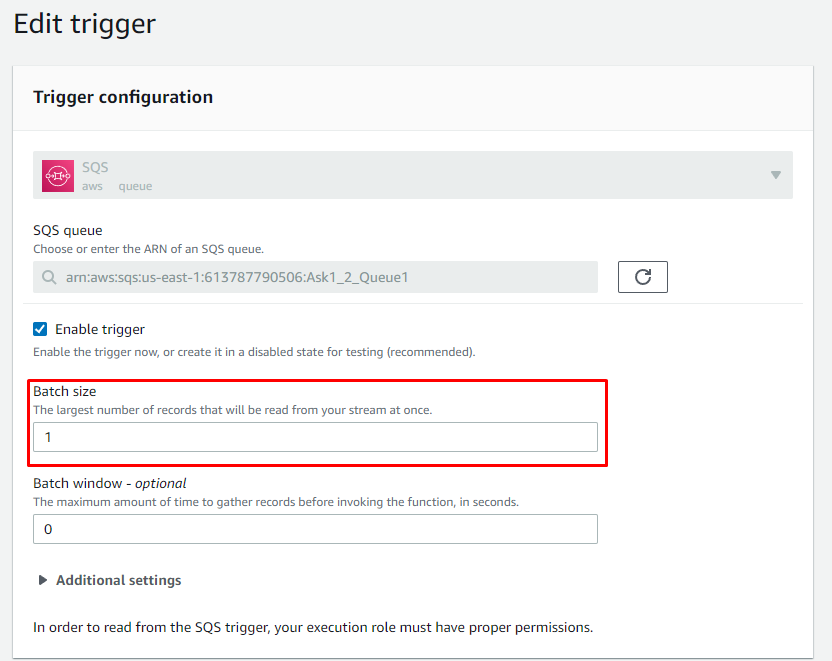 Edit trigger
Trigger configuration
SQS
aws queue
SQS queue
Choose or enter the ARN of an SQS queue.
arn:aws:sqs:us-east-1:613787790506:Ask1_2_Queue1
Enable trigger
Enable the trigger now, or create it in a disabled state for testing (recommended).
Batch size
The largest number of records that will be read from your stream at once.
1
Batch window - optional
The maximum amount of time to gather records before invoking the function, in seconds.
0
Additional settings
In order to read from the SQS trigger, your execution role must have proper permissions.